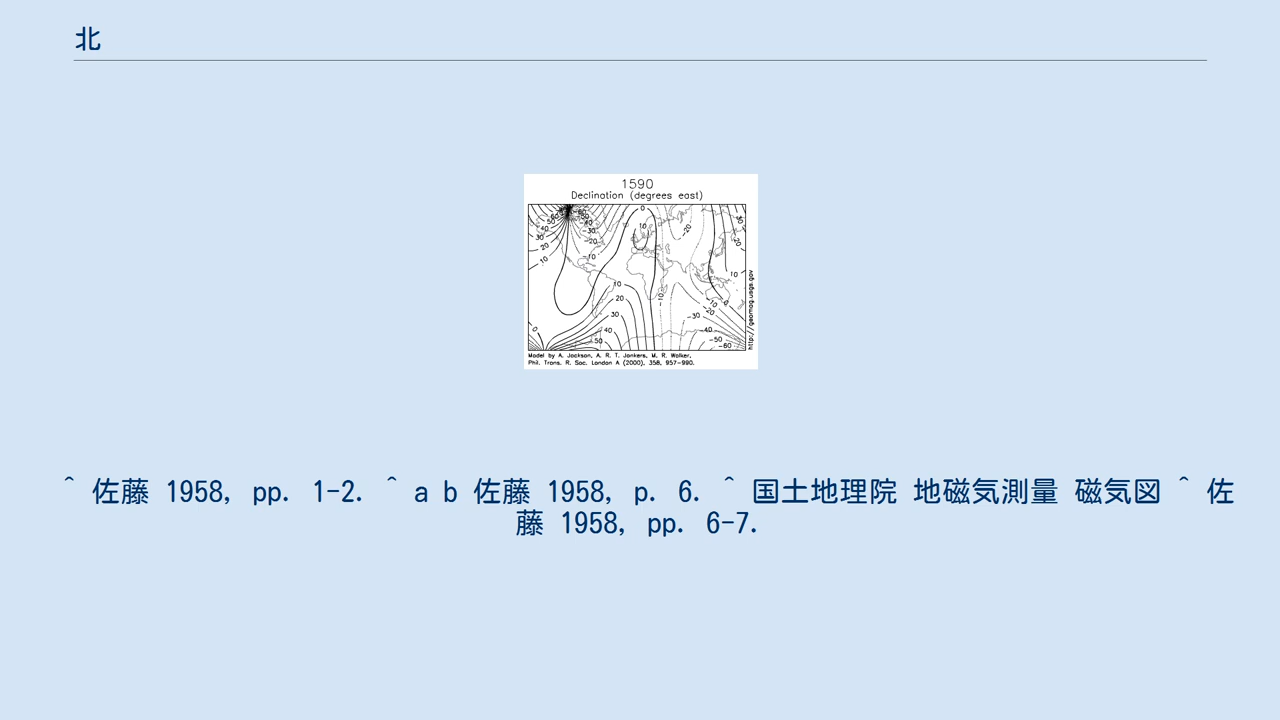 北
1590
Declination (degrees east)
http://geomag.usgs.gov
Model by A. Jackson, A. R. T. Jonkers, M. R. Walker,
Phil. Trans. R. Soc. London A (2000), 358, 957-990.
^ 佐藤 1958, pp. 1-2. ^ a b 佐藤 1958, p. 6. ^ 国土地理院 地磁気測量 磁気図 ^ 佐
藤 1958, pp. 6-7.